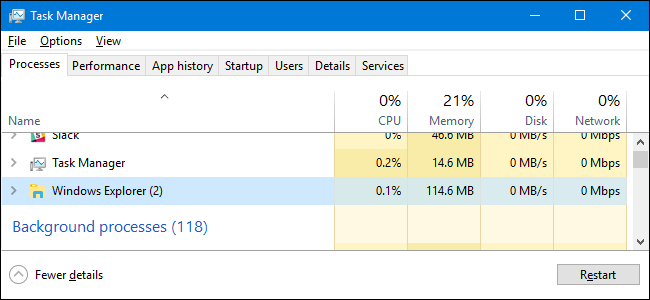 Task Manager
File Options View
Processes Performance App history Startup Users Details Services
0% 21% 0% 0%
Name CPU Memory Disk Network
Slack 0% 46.6 MB 0 MB/s 0 Mbps
Task Manager 0.2% 14.6 MB 0 MB/s 0 Mbps
Windows Explorer (2) 0.1% 114.6 MB 0 MB/s 0 Mbps
Background processes (118)
Fewer details Restart